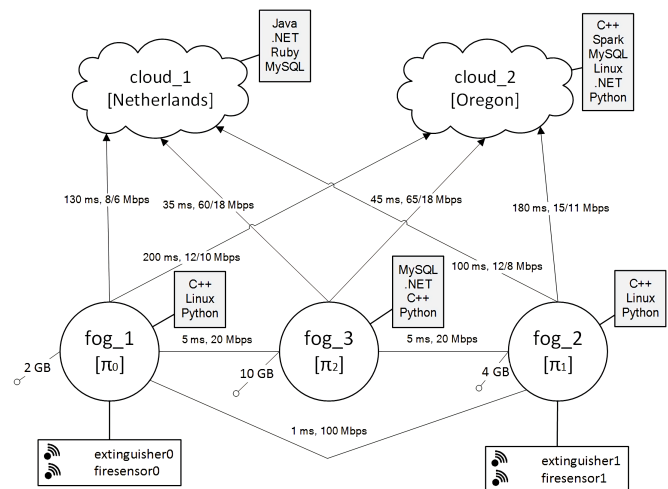 Java
.NET
Ruby
MySQL
cloud_1
[Netherlands]
C++
Spark
MySQL
Linux
.NET
Python
cloud_2
[Oregon]
130 ms, 8/6 Mbps
35 ms, 60/18 Mbps
45 ms, 65/18 Mbps
180 ms, 15/11 Mbps
200 ms, 12/10 Mbps
100 ms, 12/8 Mbps
C++
Linux
Python
MySQL
.NET
C++
Python
C++
Linux
Python
fog_1
[π₀]
fog_3
[π₂]
fog_2
[π₁]
5 ms, 20 Mbps
5 ms, 20 Mbps
2 GB
10 GB
4 GB
1 ms, 100 Mbps
extinguisher0
firesensor0
extinguisher1
firesensor1